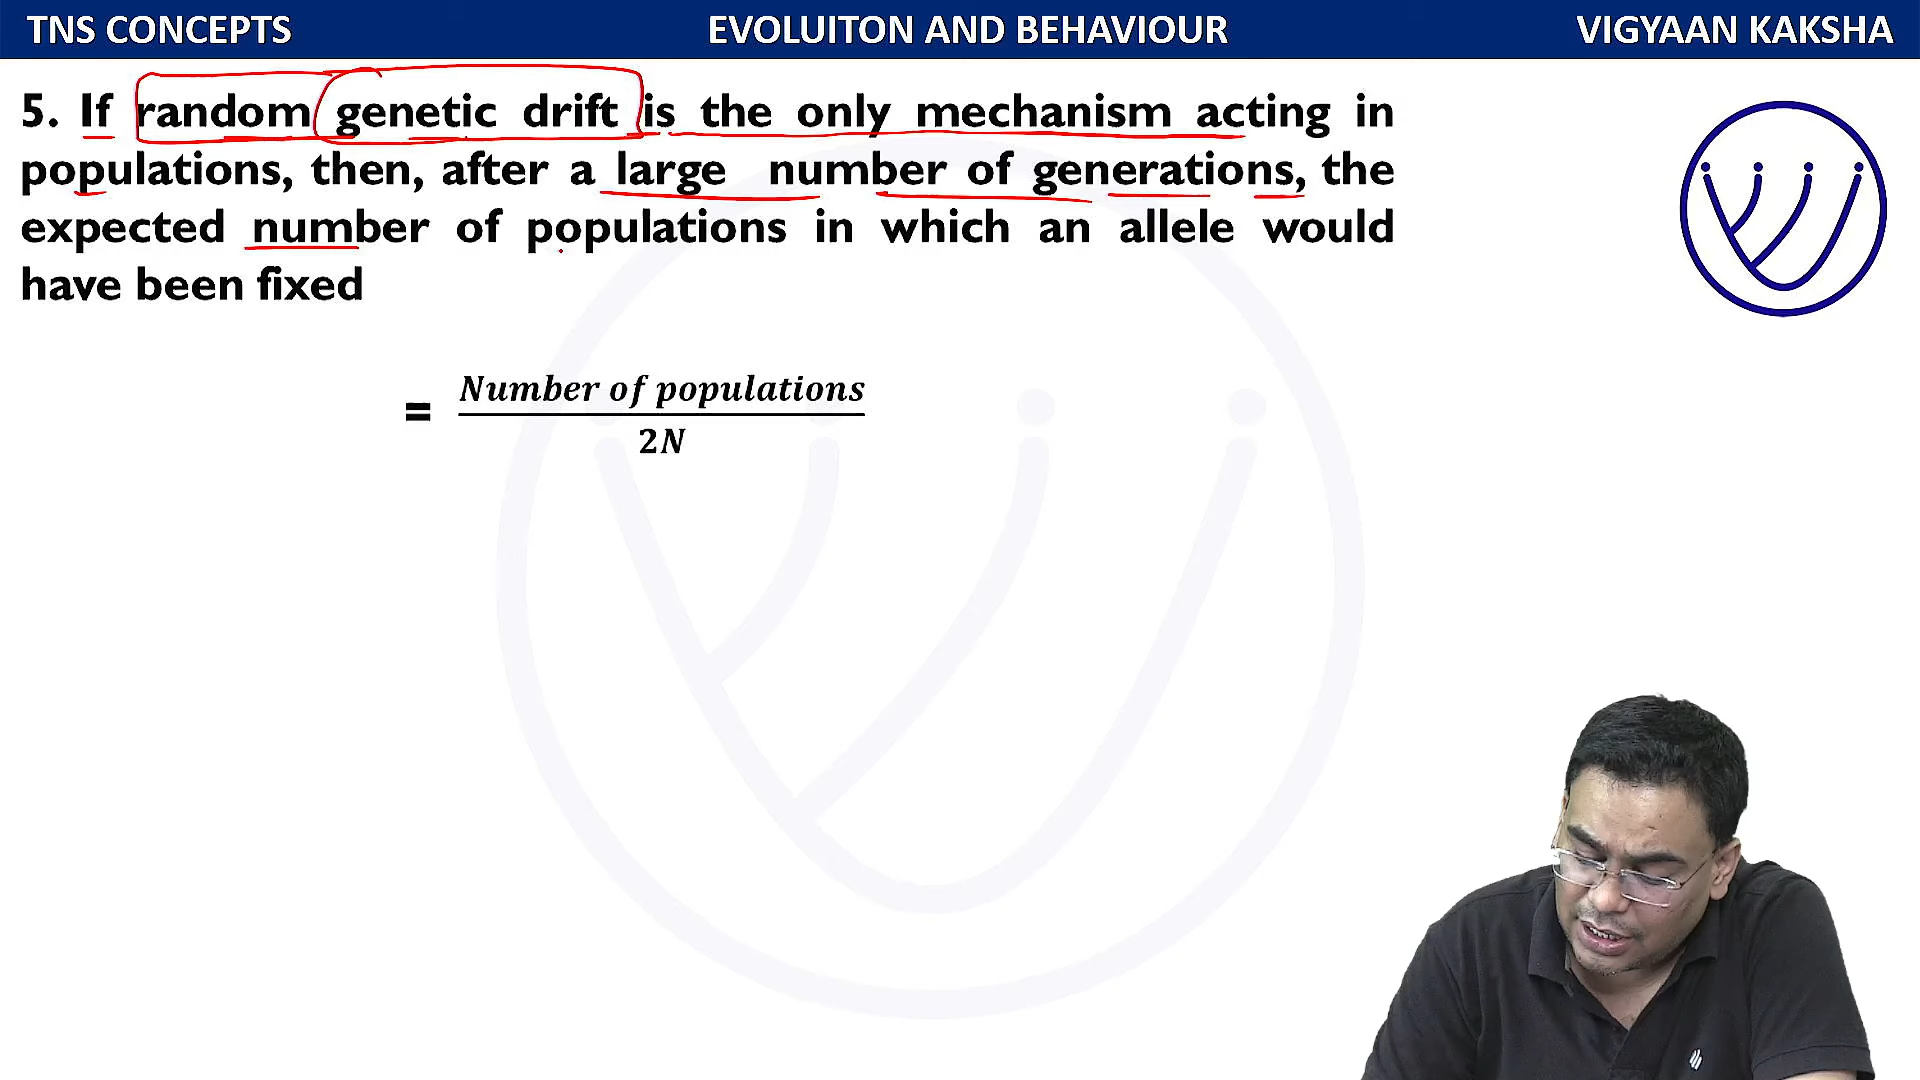 TNS CONCEPTS EVOLUITON AND BEHAVIOUR VIGYAAN KAKSHA
5. If random genetic drift is the only mechanism acting in
populations, then, after a large number of generations, the
expected number of populations in which an allele would
have been fixed
= Number of populations
2N